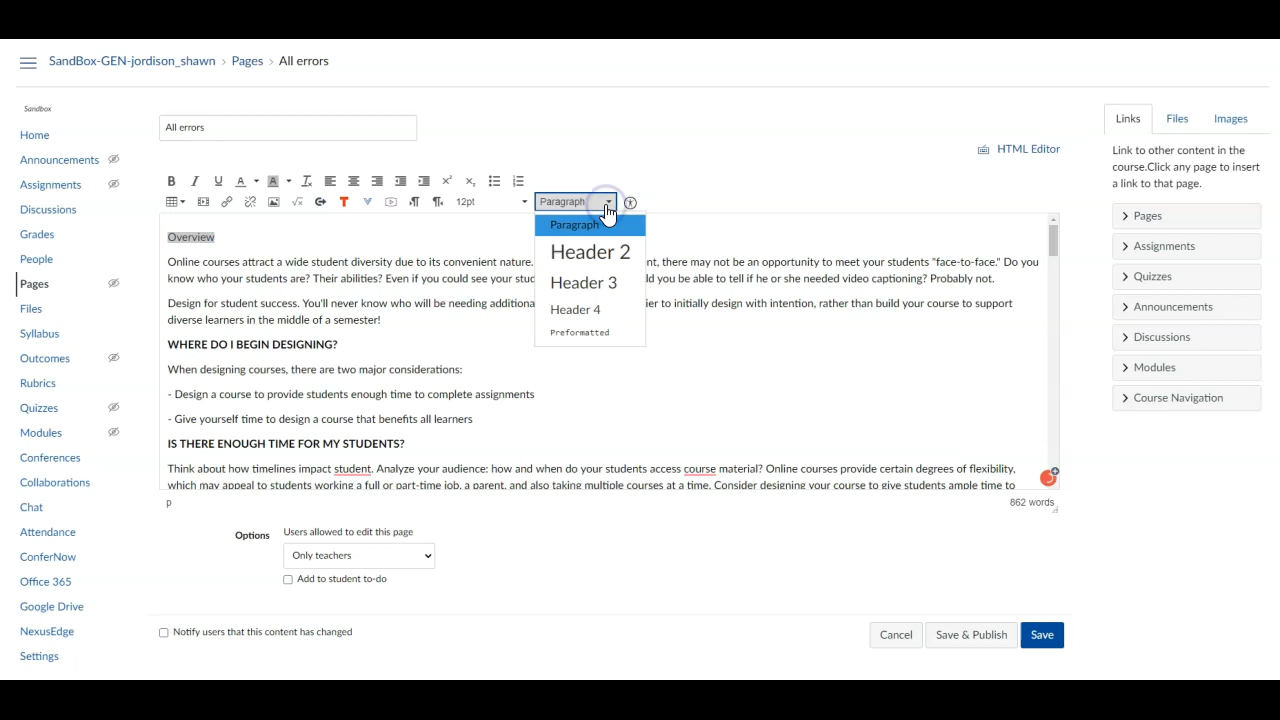 SandBox-GEN-jordison_shawn › Pages › All errors
Sandbox
Home
Announcements
Assignments
Discussions
Grades
People
Pages
Files
Syllabus
Outcomes
Rubrics
Quizzes
Modules
Conferences
Collaborations
Chat
Attendance
ConferNow
Office 365
Google Drive
NexusEdge
Settings
All errors
HTML Editor
B I U A A
12pt
Paragraph
Paragraph
Header 2
Header 3
Header 4
Preformatted
Overview
Online courses attract a wide student diversity due to its convenient nature. nt, there may not be an opportunity to meet your students "face-to-face." Do you
know who your students are? Their abilities? Even if you could see your stud ld you be able to tell if he or she needed video captioning? Probably not.
Design for student success. You'll never know who will be needing additiona ier to initially design with intention, rather than build your course to support
diverse learners in the middle of a semester!
WHERE DO I BEGIN DESIGNING?
When designing courses, there are two major considerations:
- Design a course to provide students enough time to complete assignments
- Give yourself time to design a course that benefits all learners
IS THERE ENOUGH TIME FOR MY STUDENTS?
Think about how timelines impact student. Analyze your audience: how and when do your students access course material? Online courses provide certain degrees of flexibility,
which may appeal to students working a full or part-time job, a parent, and also taking multiple courses at a time. Consider designing your course to give students ample time to
p
862 words
Options
Users allowed to edit this page
Only teachers
Add to student to-do
Notify users that this content has changed
Cancel
Save & Publish
Save
Links
Files
Images
Link to other content in the
course.Click any page to insert
a link to that page.
Pages
Assignments
Quizzes
Announcements
Discussions
Modules
Course Navigation